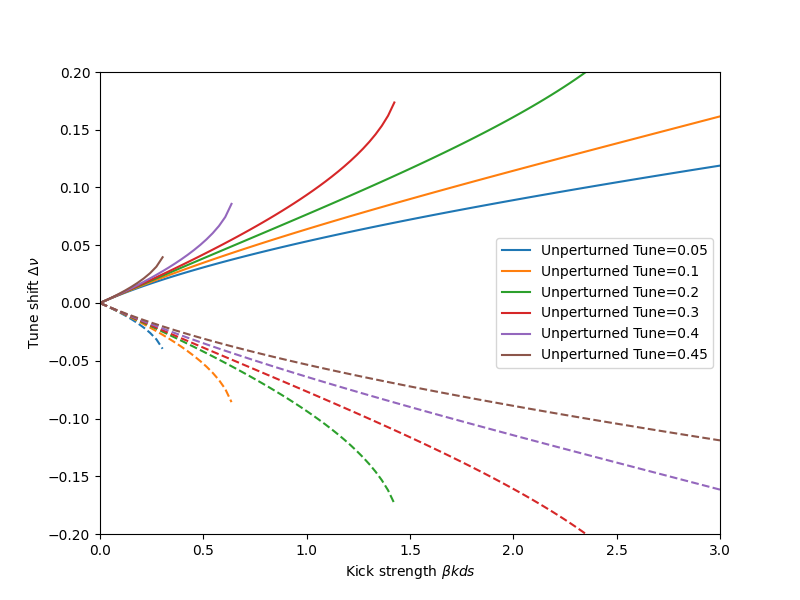 0.20
0.15
0.10
0.05
0.00
−0.05
−0.10
−0.15
−0.20
Tune shift Δν
0.0 0.5 1.0 1.5 2.0 2.5 3.0
Kick strength βkds
Unperturned Tune=0.05
Unperturned Tune=0.1
Unperturned Tune=0.2
Unperturned Tune=0.3
Unperturned Tune=0.4
Unperturned Tune=0.45